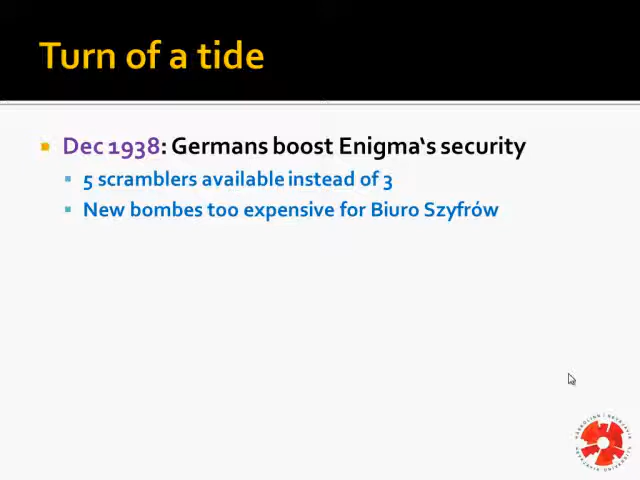 Turn of a tide
Dec 1938: Germans boost Enigma‘s security
5 scramblers available instead of 3
New bombes too expensive for Biuro Szyfrów